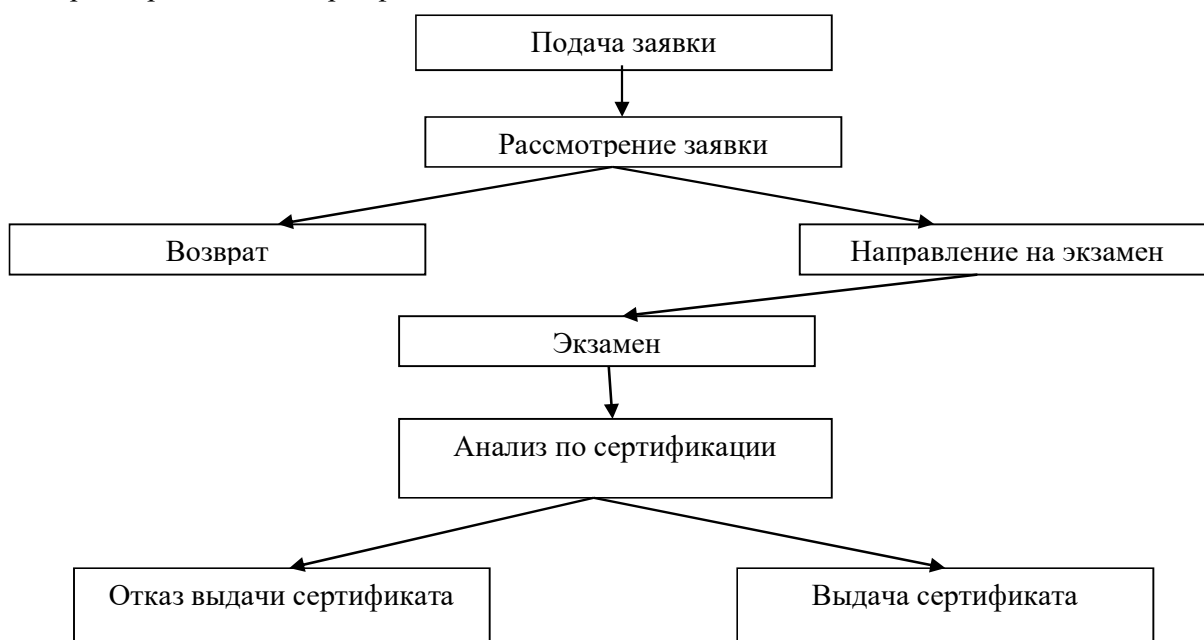 Подача заявки
Рассмотрение заявки
Возврат
Направление на экзамен
Экзамен
Анализ по сертификации
Отказ выдачи сертификата
Выдача сертификата